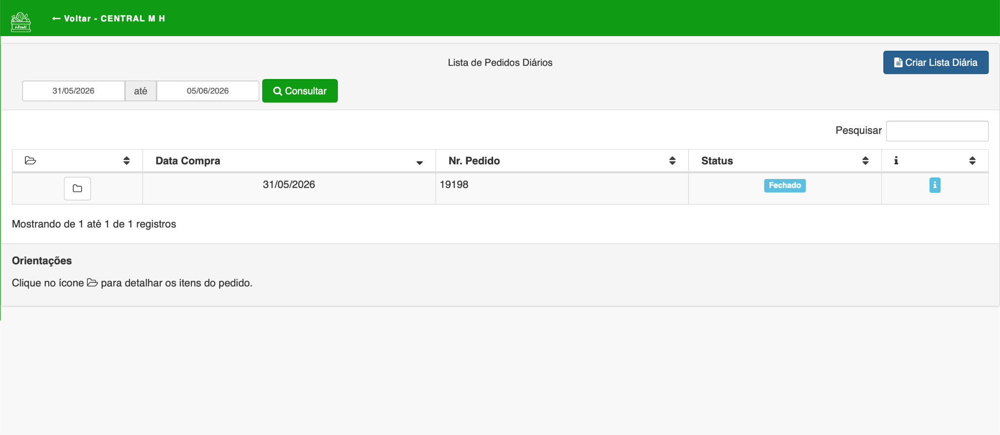 i-Fruti
← Voltar - CENTRAL M H
Lista de Pedidos Diários
Criar Lista Diária
31/05/2026 até 05/06/2026 Consultar
Pesquisar
Data Compra Nr. Pedido Status i
31/05/2026 19198 Fechado i
Mostrando de 1 até 1 de 1 registros
Orientações
Clique no ícone para detalhar os itens do pedido.